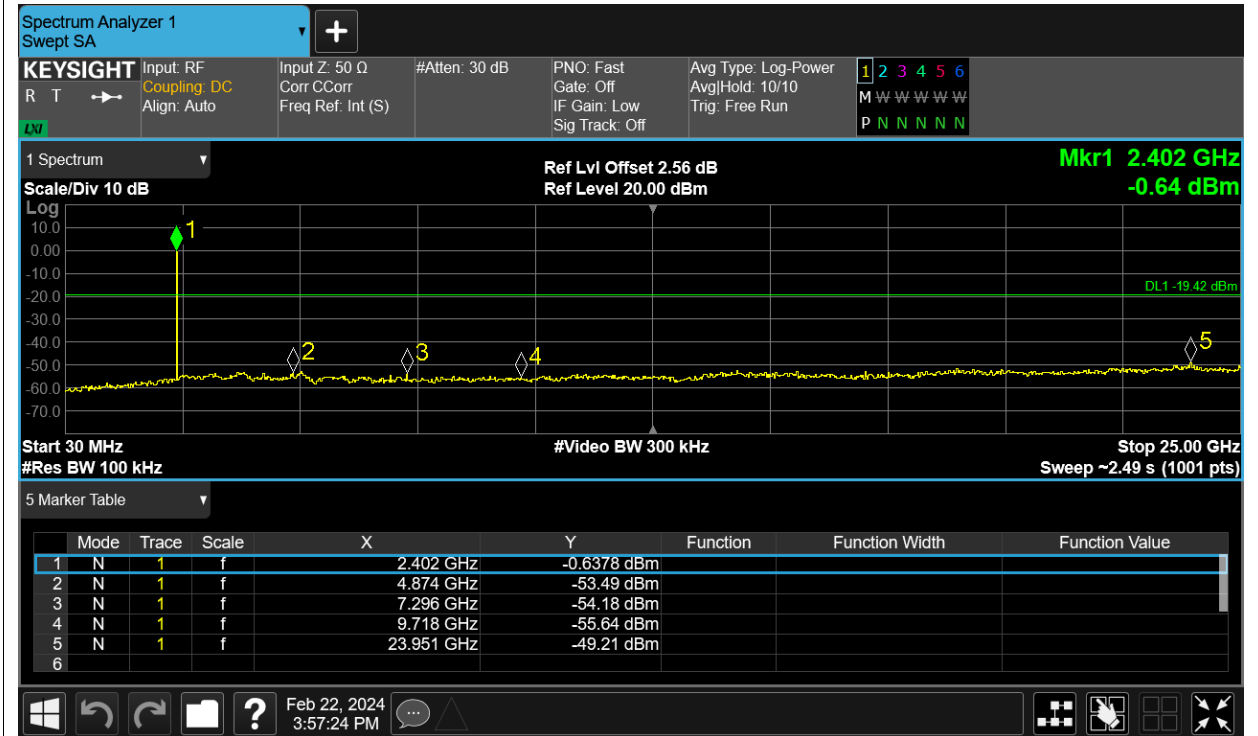 Spectrum Analyzer 1
Swept SA
KEYSIGHT
R T
LXI
Input: RF
Coupling: DC
Align: Auto
Input Z: 50 Ω
Corr CCorr
Freq Ref: Int (S)
#Atten: 30 dB
PNO: Fast
Gate: Off
IF Gain: Low
Sig Track: Off
Avg Type: Log-Power
Avg|Hold: 10/10
Trig: Free Run
1 2 3 4 5 6
M W W W W W W
P N N N N N N
1 Spectrum
Scale/Div 10 dB
Ref Lvl Offset 2.56 dB
Ref Level 20.00 dBm
Mkr1 2.402 GHz
-0.64 dBm
Log
10.0
0.00
-10.0
-20.0
-30.0
-40.0
-50.0
-60.0
-70.0
1
2
3
4
5
DL1 -19.42 dBm
Start 30 MHz
#Res BW 100 kHz
#Video BW 300 kHz
Stop 25.00 GHz
Sweep ~2.49 s (1001 pts)
5 Marker Table
Mode Trace Scale X Y Function Function Width Function Value
1 N 1 f 2.402 GHz -0.6378 dBm
2 N 1 f 4.874 GHz -53.49 dBm
3 N 1 f 7.296 GHz -54.18 dBm
4 N 1 f 9.718 GHz -55.64 dBm
5 N 1 f 23.951 GHz -49.21 dBm
6
?
Feb 22, 2024
3:57:24 PM